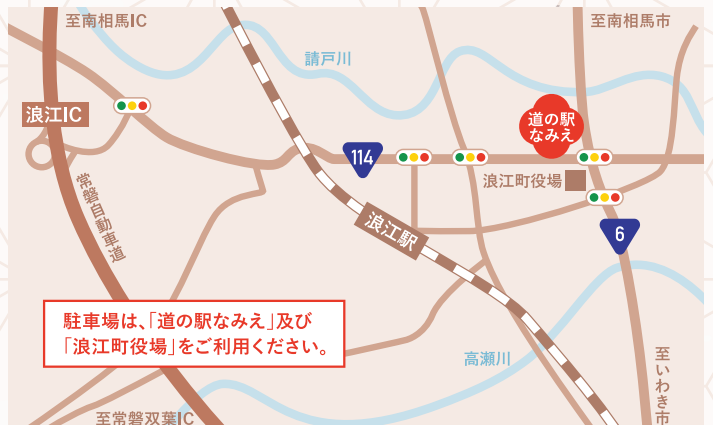 至南相馬IC
至南相馬市
請戸川
浪江IC
道の駅
なみえ
114
浪江町役場
常磐自動車道
浪江駅
6
駐車場は、「道の駅なみえ」及び
「浪江町役場」をご利用ください。
高瀬川
至いわき市
至常磐双葉IC